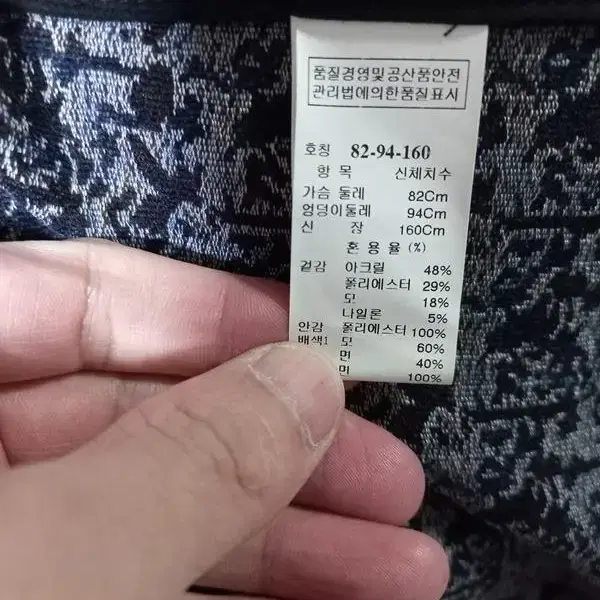 품질경영및공산품안전
관리법에의한품질표시
호칭 82-94-160
항 목 신체치수
가슴 둘레 82Cm
엉덩이둘레 94Cm
신 장 160Cm
혼 용 율 (%)
겉감 아크릴 48%
폴리에스터 29%
모 18%
나일론 5%
안감 폴리에스터 100%
배색1 모 60%
면 40%
면 100%